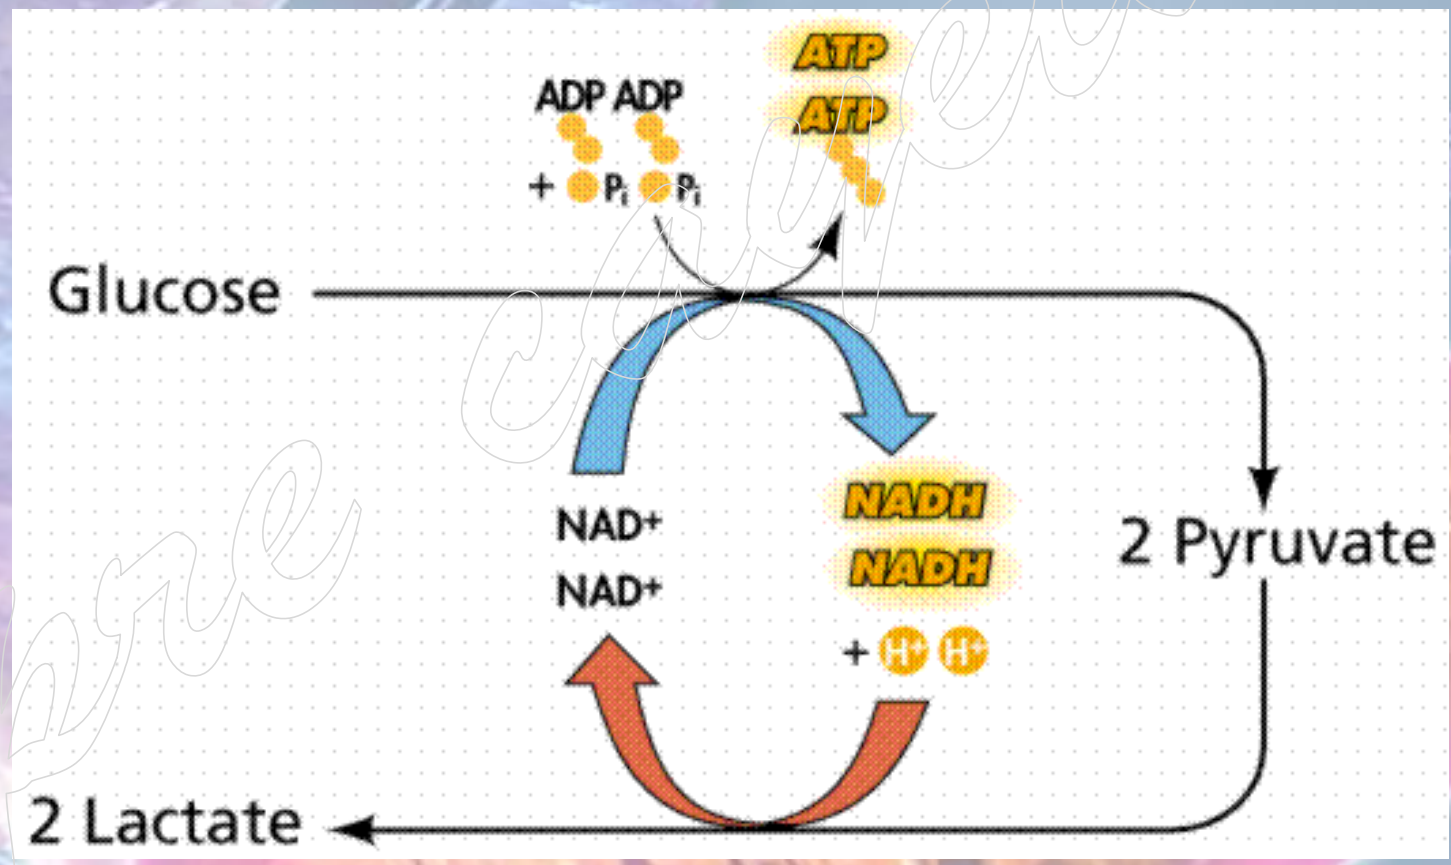 ATP
ATP
ADP ADP
+ Pi Pi
Glucose
NAD+
NAD+
NADH
NADH
+ H+ H+
2 Pyruvate
2 Lactate